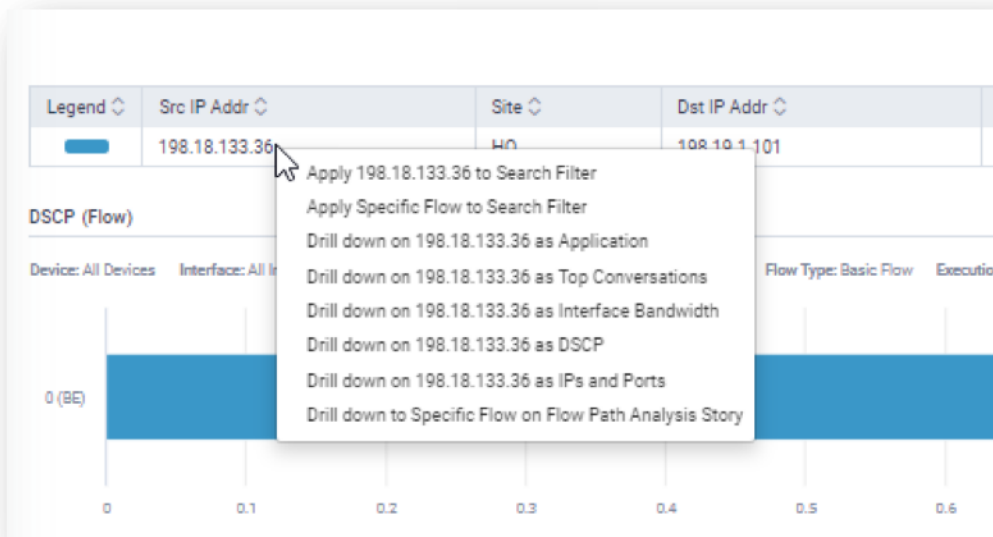 Legend Src IP Addr Site Dst IP Addr
198.18.133.36 HQ 198.19.1.101
Apply 198.18.133.36 to Search Filter
Apply Specific Flow to Search Filter
DSCP (Flow)
Drill down on 198.18.133.36 as Application
Device: All Devices Interface: All Flow Type: Basic Flow
Drill down on 198.18.133.36 as Top Conversations
Drill down on 198.18.133.36 as Interface Bandwidth
Drill down on 198.18.133.36 as DSCP
Drill down on 198.18.133.36 as IPs and Ports
Drill down to Specific Flow on Flow Path Analysis Story
0 (BE)
0 0.1 0.2 0.3 0.4 0.5 0.6